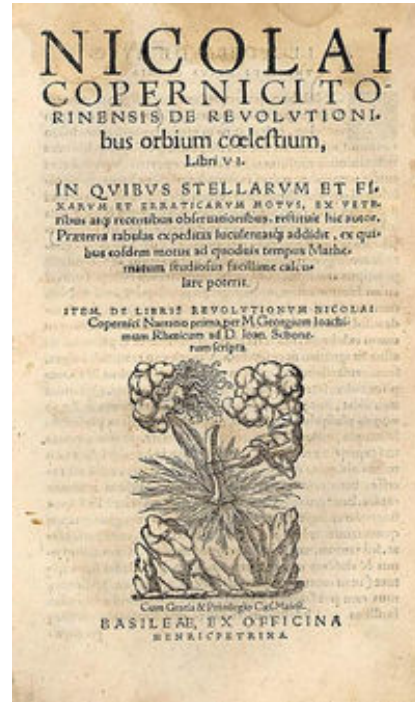 NICOLAI
COPERNICI TO-
RINENSIS DE REVOLVTIONI-
bus orbium cœlestium,
Libri VI.
IN QVIBVS STELLARVM ET FI-
XARVM ET ERRATICARVM MOTVS, EX VETE-
ribus atq; recentibus obseruationibus, restituit hic autor.
Præterea tabulas expeditas luculentasq; addidit, ex qui-
bus eosdem motus ad quoduis tempus Mathe-
matum studiosus facillime calcu-
lare poterit.
ITEM, DE LIBRIS REVOLVTIONVM NICOLAI
Copernici Narratio prima, per M. Georgium Ioachi-
mum Rheticum ad D. Ioan. Schone-
rum scripta.
Cum Gratia & Priuilegio Cæs. Maiest.
BASILEAE, EX OFFICINA
HENRICPETRINA.